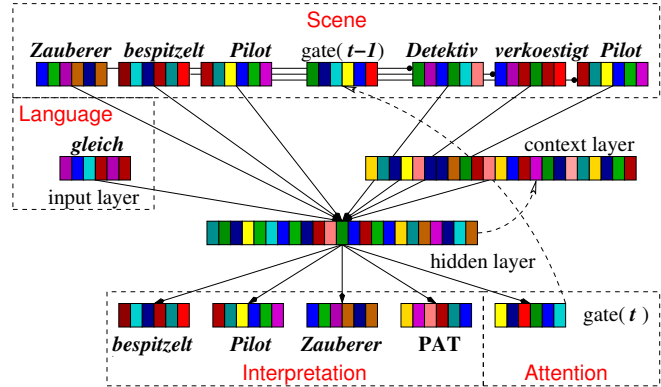 Scene
Zauberer bespitzelt Pilot gate(t−1) Detektiv verkoestigt Pilot
Language
gleich
input layer
context layer
hidden layer
bespitzelt Pilot Zauberer PAT
gate(t)
Interpretation
Attention